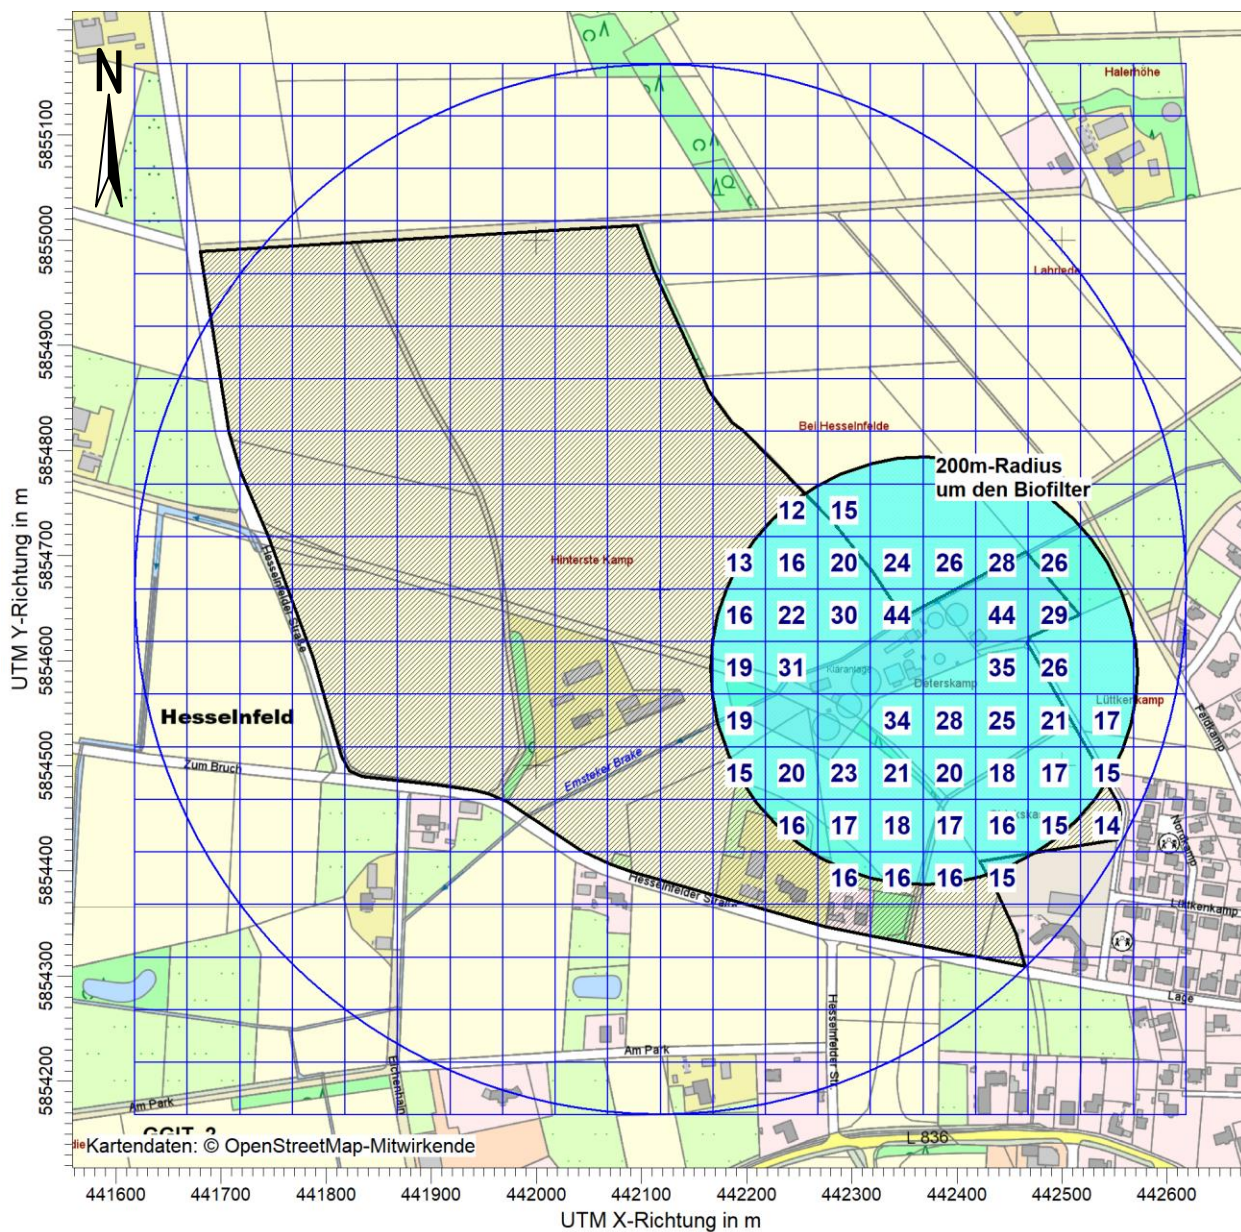 N
Halerhöhe
Lahriede
Bei Hesselnfelde
200m-Radius
um den Biofilter
12 15
13 16 20 24 26 28 26
Hinterste Kamp
16 22 30 44 44 29
19 31 35 26
Kläranlage
Deterskamp
Lüttkenkamp
19 34 28 25 21 17
15 20 23 21 20 18 17 15
16 17 18 17 16 15 14
16 16 16 15
Hesselnfelder Straße
Hesselnfeld
Zum Bruch
Emsteker Brake
Feldkamp
Nordkamp
Lüttkenkamp
Hesselnfelder Straße
Lage
Hesselnfelder St
Am Park
Eichenhain
Am Park
L 836
Kartendaten: © OpenStreetMap-Mitwirkende
5855100
5855000
5854900
5854800
5854700
5854600
5854500
5854400
5854300
5854200
UTM Y-Richtung in m
441600 441700 441800 441900 442000 442100 442200 442300 442400 442500 442600
UTM X-Richtung in m